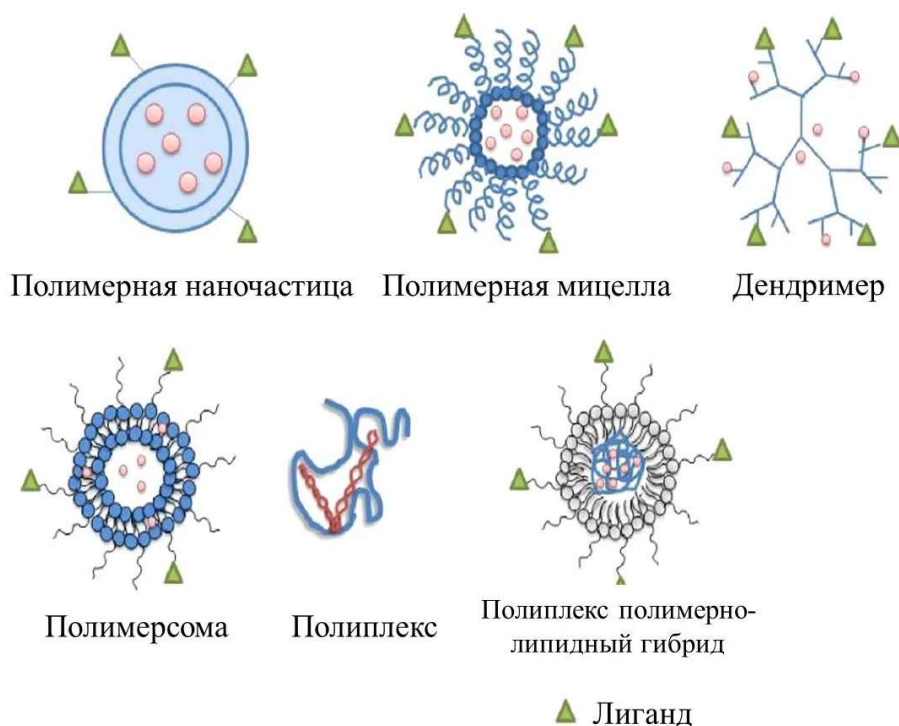 Полимерная наночастица
Полимерная мицелла
Дендример
Полимерсома
Полиплекс
Полиплекс полимерно-
липидный гибрид
Лиганд